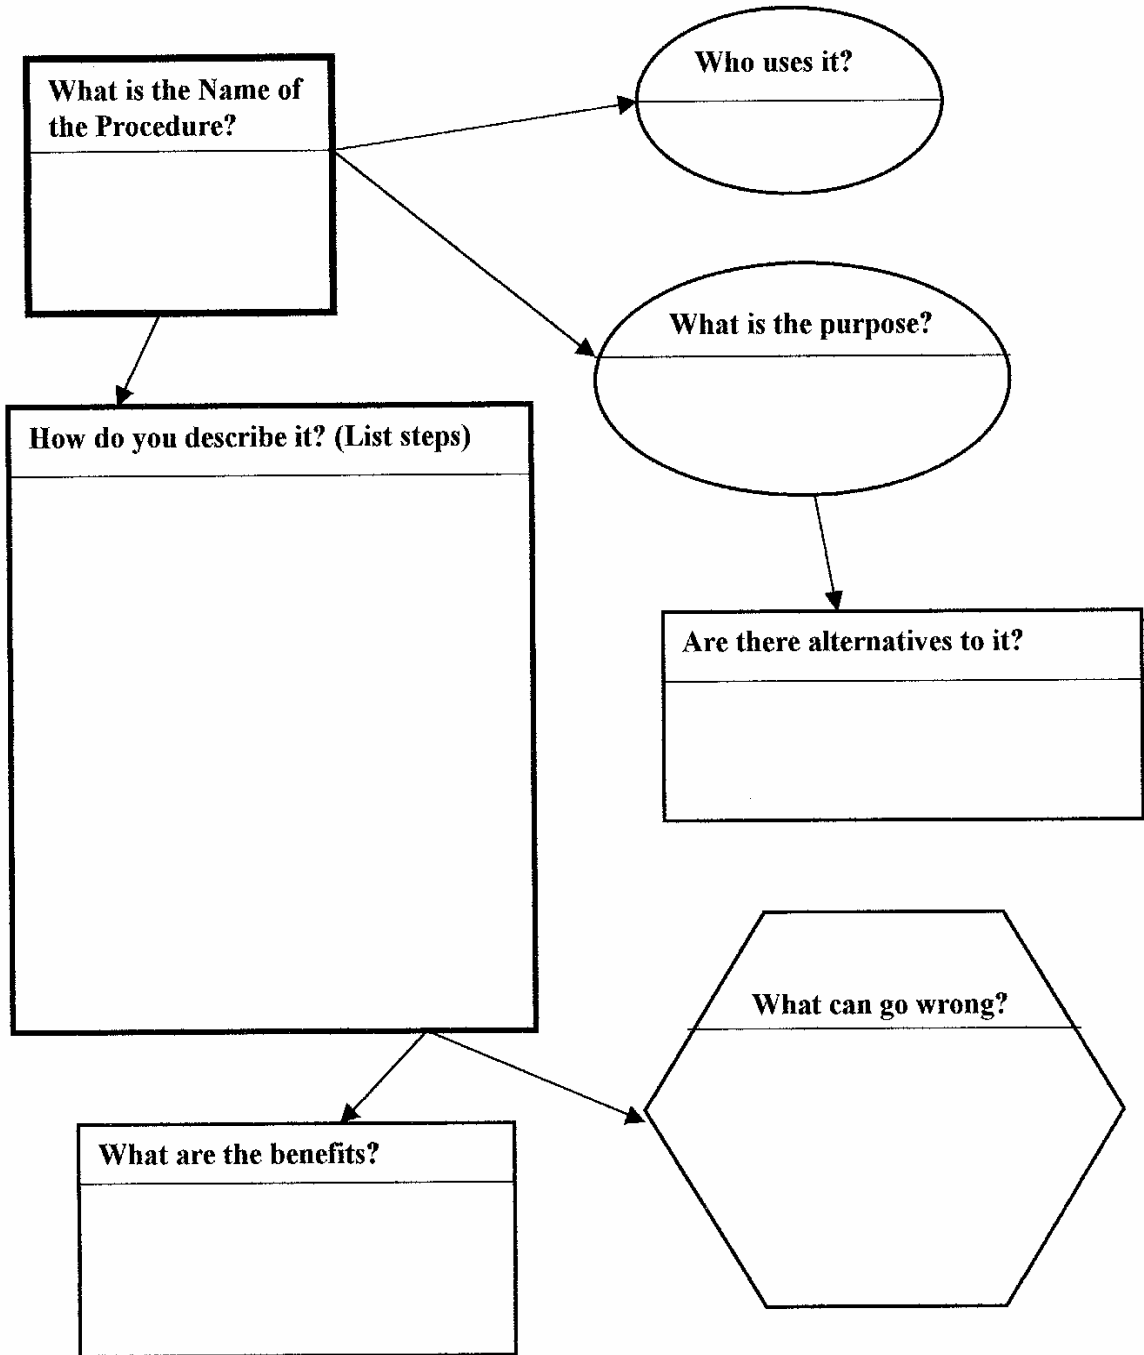 What is the Name of
the Procedure?
Who uses it?
What is the purpose?
How do you describe it? (List steps)
Are there alternatives to it?
What can go wrong?
What are the benefits?